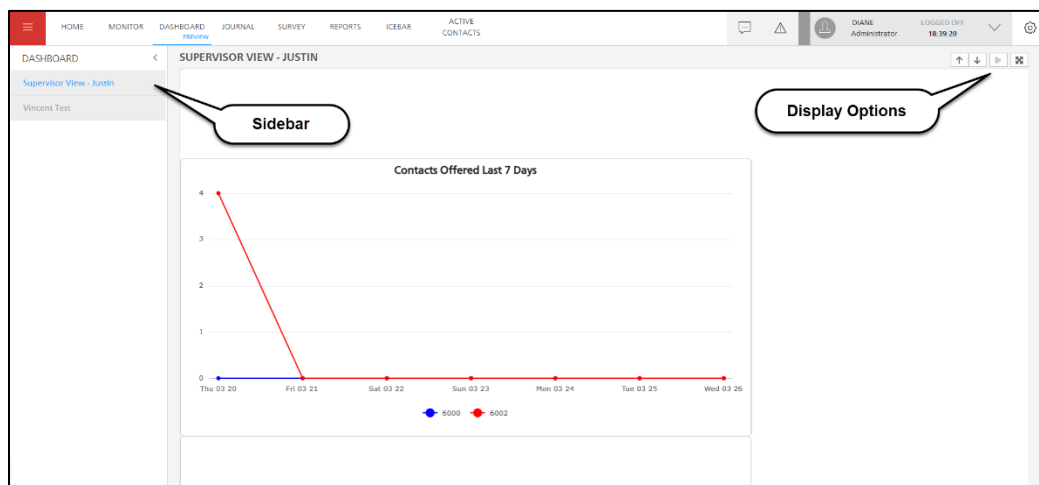 HOME MONITOR DASHBOARD JOURNAL SURVEY REPORTS ICEBAR ACTIVE CONTACTS DIANE LOGGED OFF
PREVIEW Administrator 18:39:20
DASHBOARD < SUPERVISOR VIEW - JUSTIN
Supervisor View - Justin
Vincent Test
Sidebar
Display Options
Contacts Offered Last 7 Days
4
3
2
1
0
Thu 03 20 Fri 03 21 Sat 03 22 Sun 03 23 Mon 03 24 Tue 03 25 Wed 03 26
6000 6002